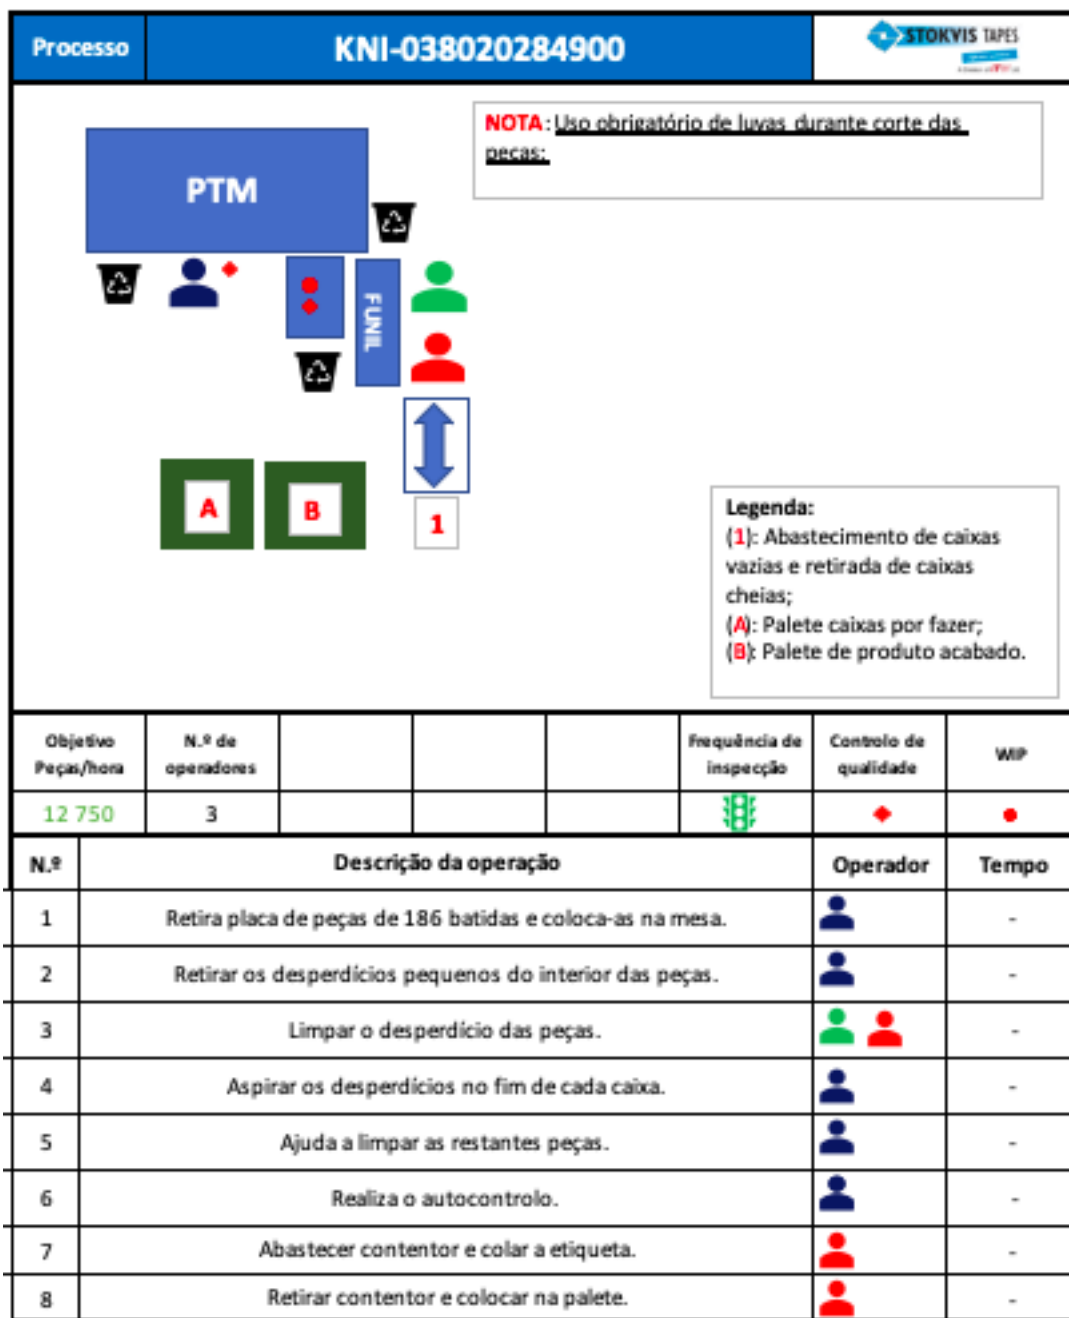 Processo
KNI-038020284900
STOKVIS TAPES
NOTA: Uso obrigatório de luvas durante corte das
peças:
PTM
FUNIL
A
B
1
Legenda:
(1): Abastecimento de caixas
vazias e retirada de caixas
cheias;
(A): Palete caixas por fazer;
(B): Palete de produto acabado.
Objetivo
Peças/hora
N.º de
operadores
Frequência de
inspecção
Controlo de
qualidade
WIP
12 750
3
N.º
Descrição da operação
Operador
Tempo
1
Retira placa de peças de 186 batidas e coloca-as na mesa.
-
2
Retirar os desperdícios pequenos do interior das peças.
-
3
Limpar o desperdício das peças.
-
4
Aspirar os desperdícios no fim de cada caixa.
-
5
Ajuda a limpar as restantes peças.
-
6
Realiza o autocontrolo.
-
7
Abastecer contentor e colar a etiqueta.
-
8
Retirar contentor e colocar na palete.
-